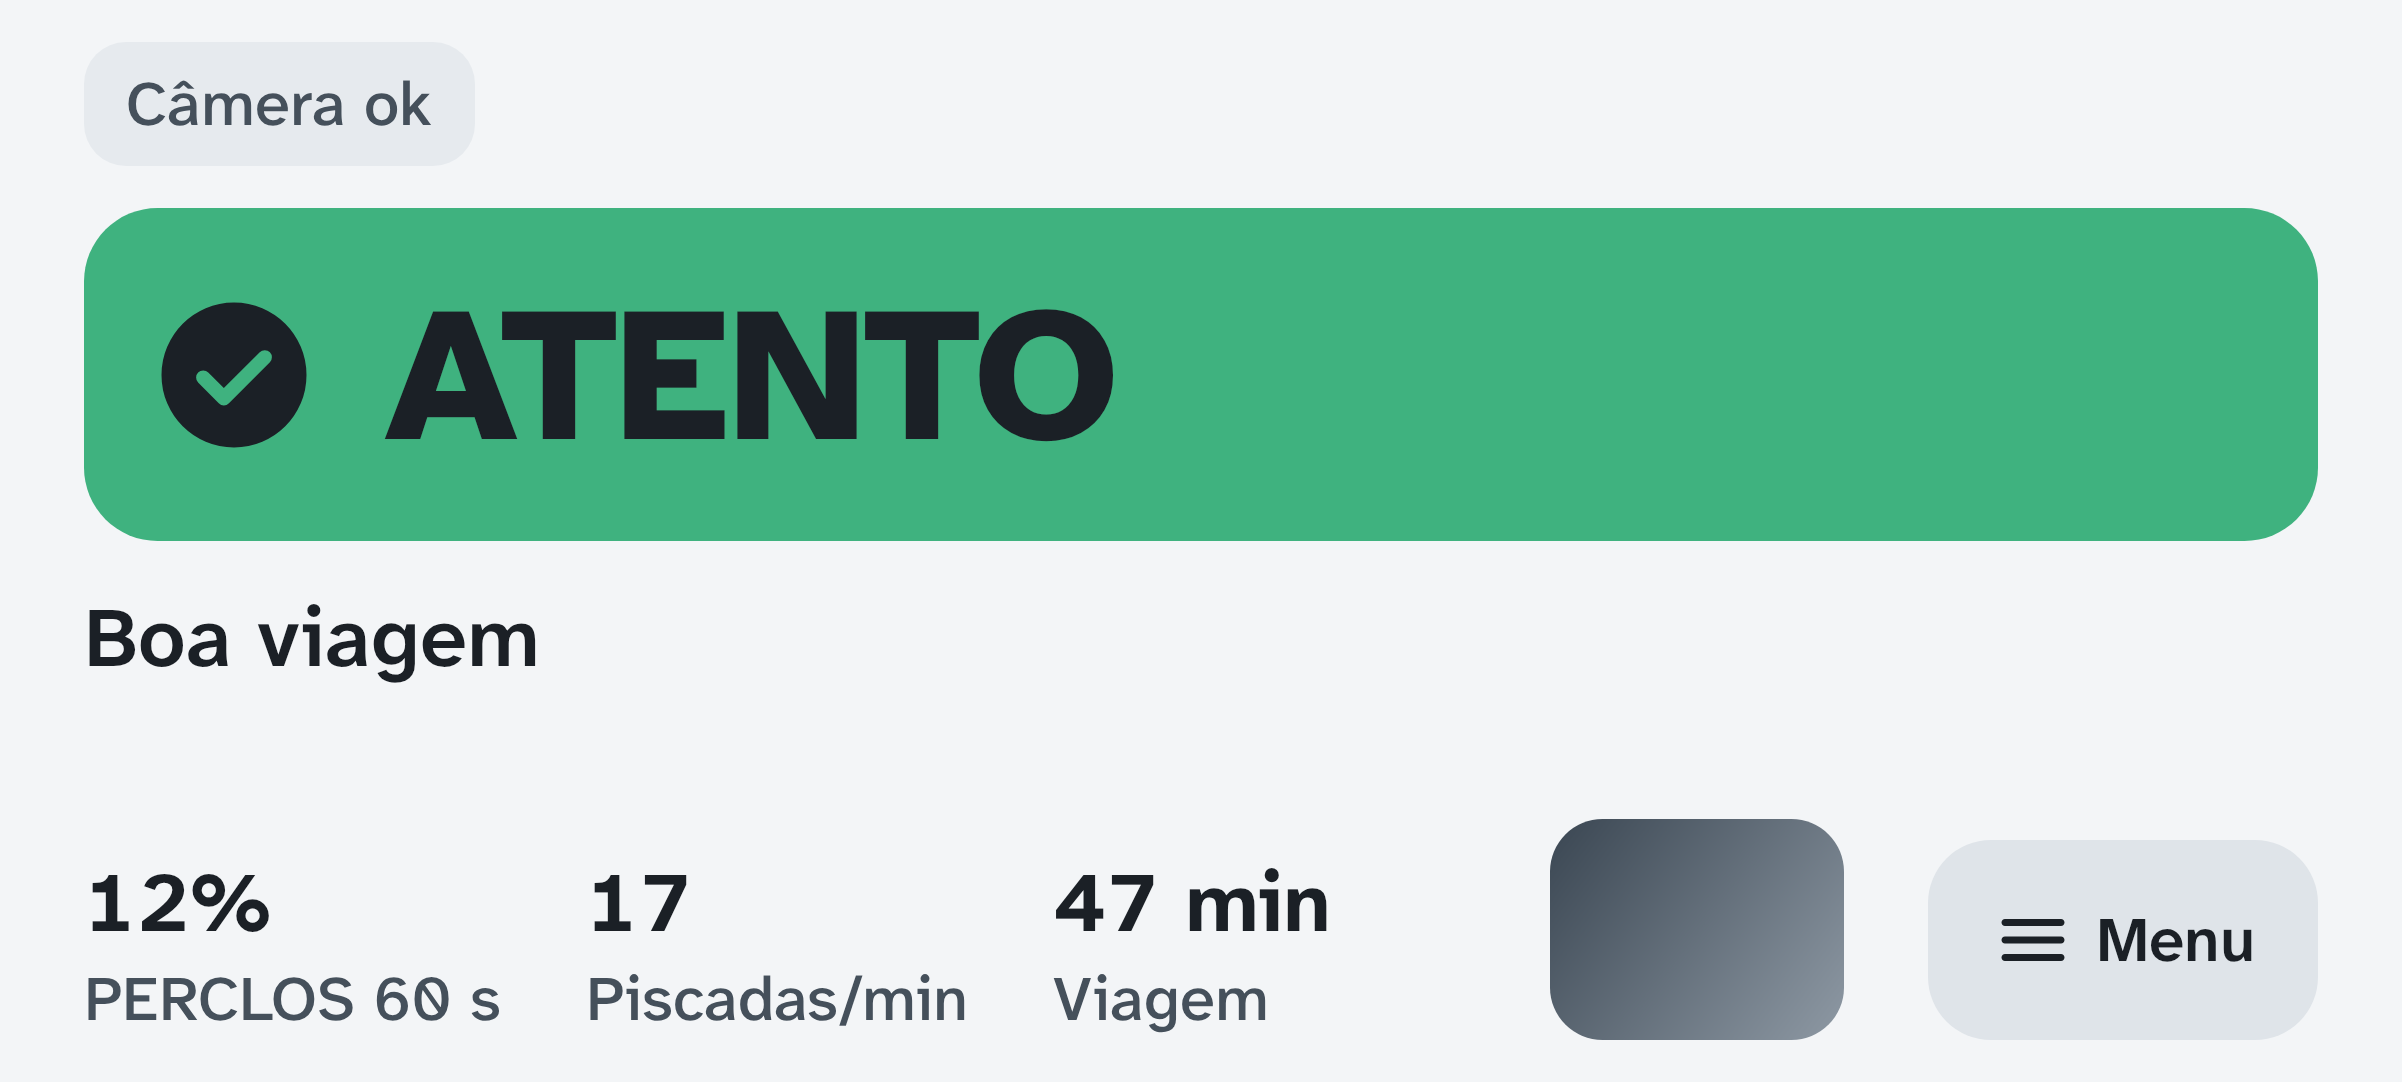 Câmera ok
ATENTO
Boa viagem
12%
PERCLOS 60 s
17
Piscadas/min
47 min
Viagem
Menu